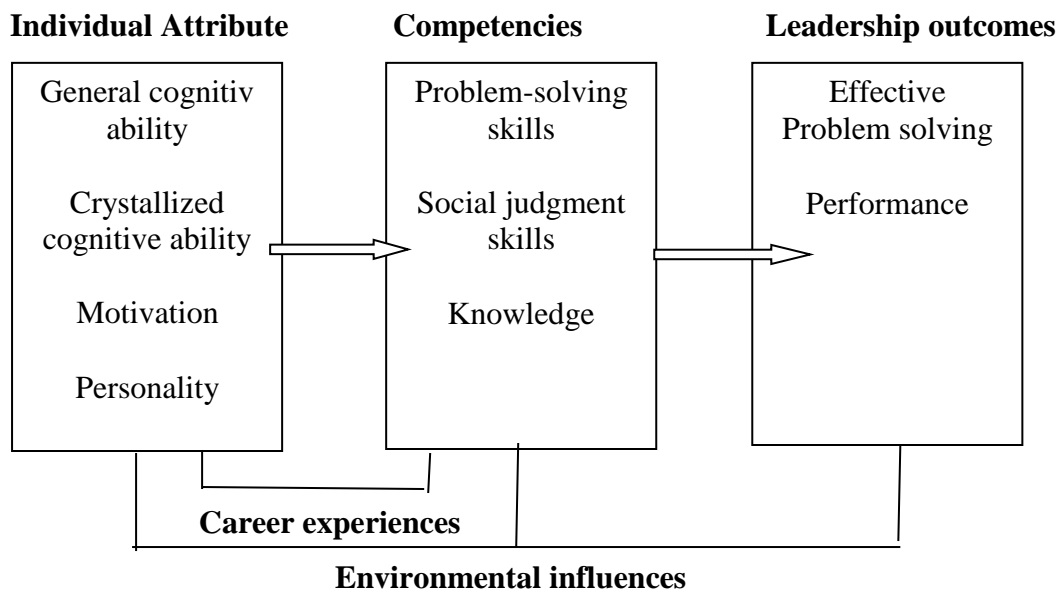 Individual Attribute
Competencies
Leadership outcomes
General cognitiv
ability
Crystallized
cognitive ability
Motivation
Personality
Problem-solving
skills
Social judgment
skills
Knowledge
Effective
Problem solving
Performance
Career experiences
Environmental influences